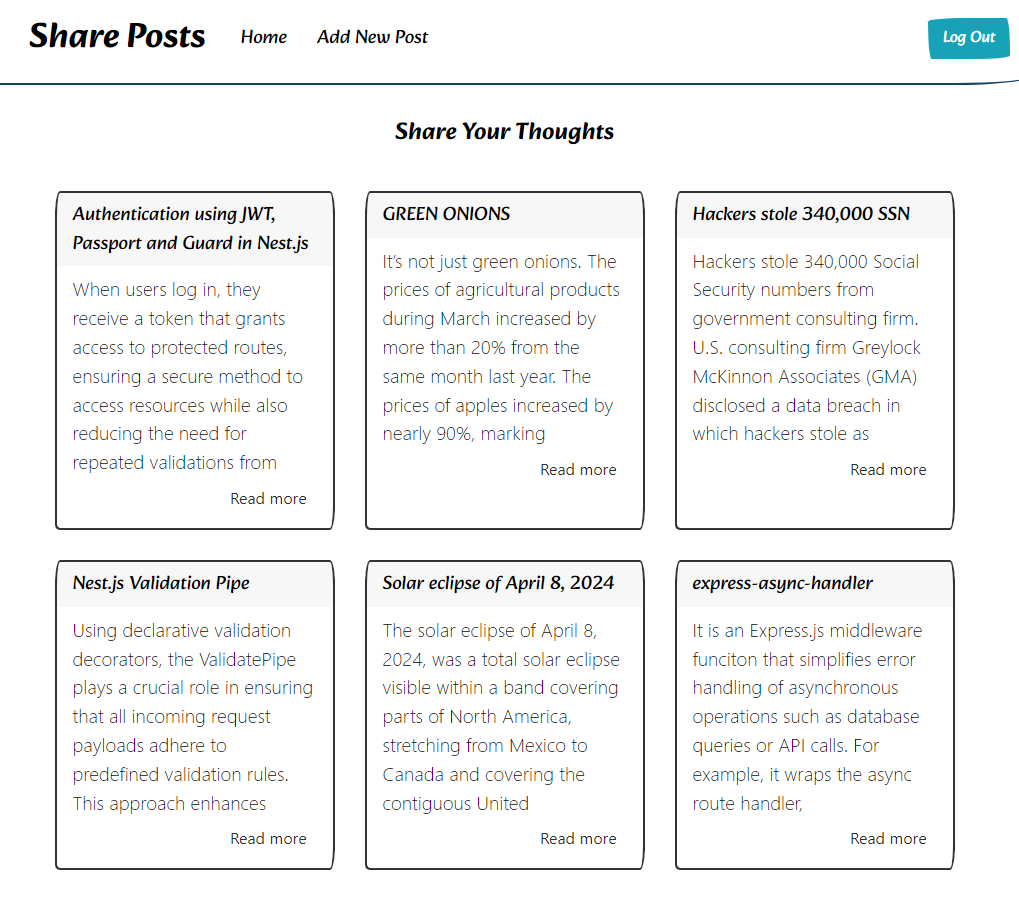 Share Posts
Home
Add New Post
Log Out
Share Your Thoughts
Authentication using JWT,
Passport and Guard in Nest.js
When users log in, they
receive a token that grants
access to protected routes,
ensuring a secure method to
access resources while also
reducing the need for
repeated validations from
Read more
GREEN ONIONS
It's not just green onions. The
prices of agricultural products
during March increased by
more than 20% from the
same month last year. The
prices of apples increased by
nearly 90%, marking
Read more
Hackers stole 340,000 SSN
Hackers stole 340,000 Social
Security numbers from
government consulting firm.
U.S. consulting firm Greylock
McKinnon Associates (GMA)
disclosed a data breach in
which hackers stole as
Read more
Nest.js Validation Pipe
Using declarative validation
decorators, the ValidatePipe
plays a crucial role in ensuring
that all incoming request
payloads adhere to
predefined validation rules.
This approach enhances
Read more
Solar eclipse of April 8, 2024
The solar eclipse of April 8,
2024, was a total solar eclipse
visible within a band covering
parts of North America,
stretching from Mexico to
Canada and covering the
contiguous United
Read more
express-async-handler
It is an Express.js middleware
funciton that simplifies error
handling of asynchronous
operations such as database
queries or API calls. For
example, it wraps the async
route handler,
Read more